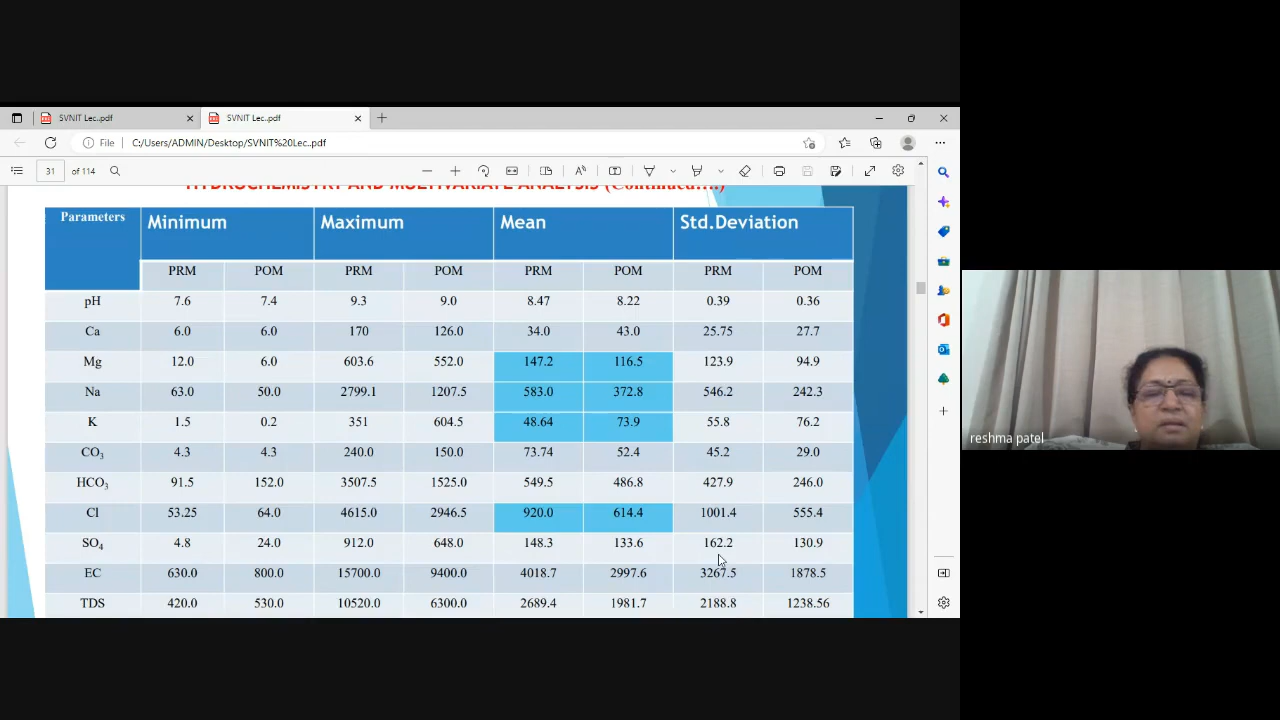 SVNIT Lec..pdf
SVNIT Lec..pdf
File
C:/Users/ADMIN/Desktop/SVNIT%20Lec..pdf
31 of 114
HYDROCHEMISTRY AND MULTIVARIATE ANALYSIS (Continued….)
Parameters Minimum Maximum Mean Std.Deviation
PRM POM PRM POM PRM POM PRM POM
pH 7.6 7.4 9.3 9.0 8.47 8.22 0.39 0.36
Ca 6.0 6.0 170 126.0 34.0 43.0 25.75 27.7
Mg 12.0 6.0 603.6 552.0 147.2 116.5 123.9 94.9
Na 63.0 50.0 2799.1 1207.5 583.0 372.8 546.2 242.3
K 1.5 0.2 351 604.5 48.64 73.9 55.8 76.2
CO3 4.3 4.3 240.0 150.0 73.74 52.4 45.2 29.0
HCO3 91.5 152.0 3507.5 1525.0 549.5 486.8 427.9 246.0
Cl 53.25 64.0 4615.0 2946.5 920.0 614.4 1001.4 555.4
SO4 4.8 24.0 912.0 648.0 148.3 133.6 162.2 130.9
EC 630.0 800.0 15700.0 9400.0 4018.7 2997.6 3267.5 1878.5
TDS 420.0 530.0 10520.0 6300.0 2689.4 1981.7 2188.8 1238.56
reshma patel